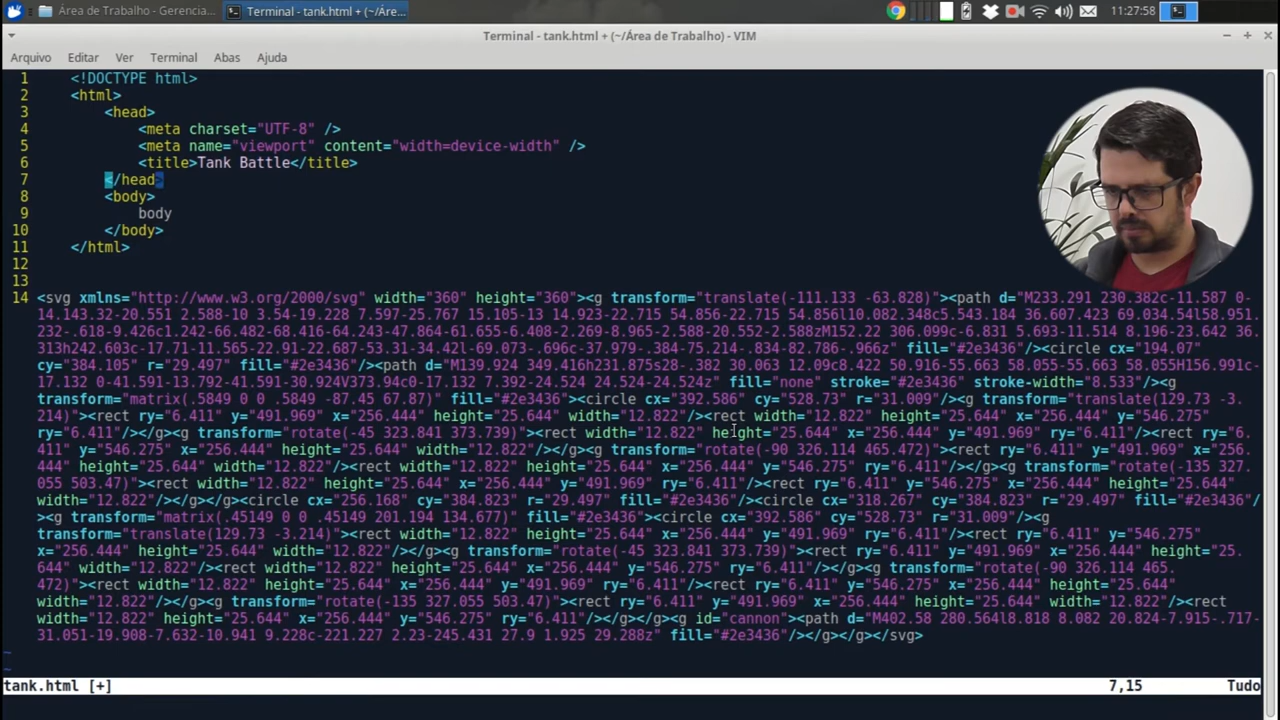 Área de Trabalho - Gerencia... Terminal - tank.html + (~/Áre... 11:27:58
Terminal - tank.html + (~/Área de Trabalho) - VIM
Arquivo Editar Ver Terminal Abas Ajuda
1 <!DOCTYPE html>
2 <html>
3 <head>
4 <meta charset="UTF-8" />
5 <meta name="viewport" content="width=device-width" />
6 <title>Tank Battle</title>
7 </head>
8 <body>
9 body
10 </body>
11 </html>
12
13
14 <svg xmlns="http://www.w3.org/2000/svg" width="360" height="360"><g transform="translate(-111.133 -63.828)"><path d="M233.291 230.382c-11.587 0-
14.143.32-20.551 2.588-10 3.54-19.228 7.597-25.767 15.105-13 14.923-22.715 54.856-22.715 54.856l10.082.348c5.543.184 36.607.423 69.034.54l58.951.
232-.618-9.426c1.242-66.482-68.416-64.243-47.864-61.655-6.408-2.269-8.965-2.588-20.552-2.588zM152.22 306.099c-6.831 5.693-11.514 8.196-23.642 36.
313h242.603c-17.71-11.565-22.91-22.687-53.31-34.42l-69.073-.696c-37.979-.384-75.214-.834-82.786-.966z" fill="#2e3436"/><circle cx="194.07"
cy="384.105" r="29.497" fill="#2e3436"/><path d="M139.924 349.416h231.875s28-.382 30.063 12.09c8.422 50.916-55.663 58.055-55.663 58.055H156.991c-
17.132 0-41.591-13.792-41.591-30.924V373.94c0-17.132 7.392-24.524 24.524-24.524z" fill="none" stroke="#2e3436" stroke-width="8.533"/><g
transform="matrix(.5849 0 0 .5849 -87.45 67.87)" fill="#2e3436"><circle cx="392.586" cy="528.73" r="31.009"/><g transform="translate(129.73 -3.
214)"><rect ry="6.411" y="491.969" x="256.444" height="25.644" width="12.822"/><rect width="12.822" height="25.644" x="256.444" y="546.275"
ry="6.411"/></g><g transform="rotate(-45 323.841 373.739)"><rect width="12.822" height="25.644" x="256.444" y="491.969" ry="6.411"/><rect ry="6.
411" y="546.275" x="256.444" height="25.644" width="12.822"/></g><g transform="rotate(-90 326.114 465.472)"><rect ry="6.411" y="491.969" x="256.
444" height="25.644" width="12.822"/><rect width="12.822" height="25.644" x="256.444" y="546.275" ry="6.411"/></g><g transform="rotate(-135 327.
055 503.47)"><rect width="12.822" height="25.644" x="256.444" y="491.969" ry="6.411"/><rect ry="6.411" y="546.275" x="256.444" height="25.644"
width="12.822"/></g></g><circle cx="256.168" cy="384.823" r="29.497" fill="#2e3436"/><circle cx="318.267" cy="384.823" r="29.497" fill="#2e3436"/
><g transform="matrix(.45149 0 0 .45149 201.194 134.677)" fill="#2e3436"><circle cx="392.586" cy="528.73" r="31.009"/><g
transform="translate(129.73 -3.214)"><rect width="12.822" height="25.644" x="256.444" y="491.969" ry="6.411"/><rect ry="6.411" y="546.275"
x="256.444" height="25.644" width="12.822"/></g><g transform="rotate(-45 323.841 373.739)"><rect ry="6.411" y="491.969" x="256.444" height="25.
644" width="12.822"/><rect width="12.822" height="25.644" x="256.444" y="546.275" ry="6.411"/></g><g transform="rotate(-90 326.114 465.
472)"><rect width="12.822" height="25.644" x="256.444" y="491.969" ry="6.411"/><rect ry="6.411" y="546.275" x="256.444" height="25.644"
width="12.822"/></g><g transform="rotate(-135 327.055 503.47)"><rect ry="6.411" y="491.969" x="256.444" height="25.644" width="12.822"/><rect
width="12.822" height="25.644" x="256.444" y="546.275" ry="6.411"/></g></g><g id="cannon"><path d="M402.58 280.564l8.818 8.082 20.824-7.915-.717-
31.051-19.908-7.632-10.941 9.228c-221.227 2.23-245.431 27.9 1.925 29.288z" fill="#2e3436"/></g></g></svg>
~
~
tank.html [+] 7,15 Tudo